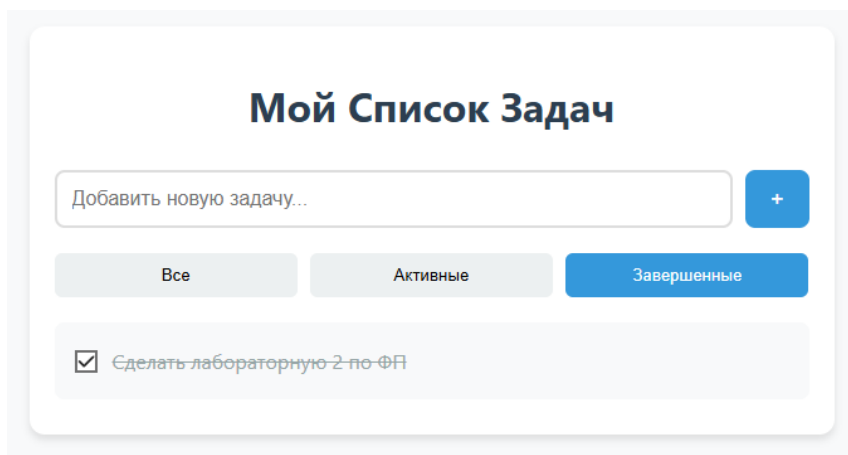 Мой Список Задач
Добавить новую задачу...
+
Все
Активные
Завершенные
Сделать лабораторную 2 по ФП